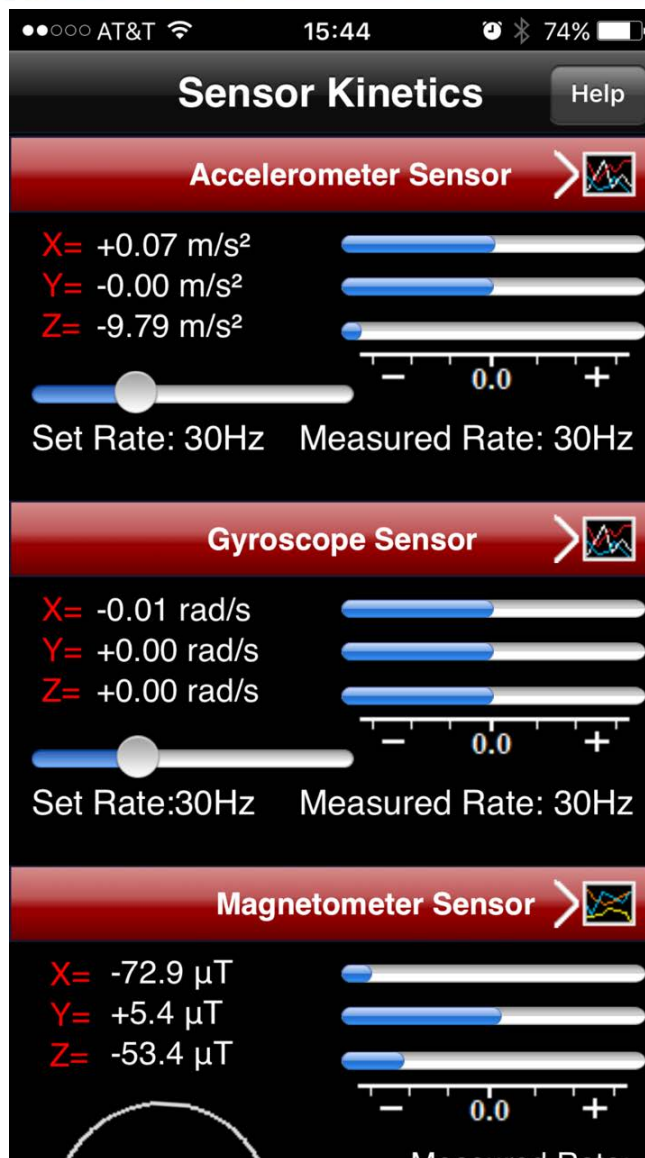 AT&T 15:44 74%
Sensor Kinetics Help
Accelerometer Sensor
X= +0.07 m/s²
Y= -0.00 m/s²
Z= -9.79 m/s²
− 0.0 +
Set Rate: 30Hz Measured Rate: 30Hz
Gyroscope Sensor
X= -0.01 rad/s
Y= +0.00 rad/s
Z= +0.00 rad/s
− 0.0 +
Set Rate:30Hz Measured Rate: 30Hz
Magnetometer Sensor
X= -72.9 µT
Y= +5.4 µT
Z= -53.4 µT
− 0.0 +
Measured Rate: